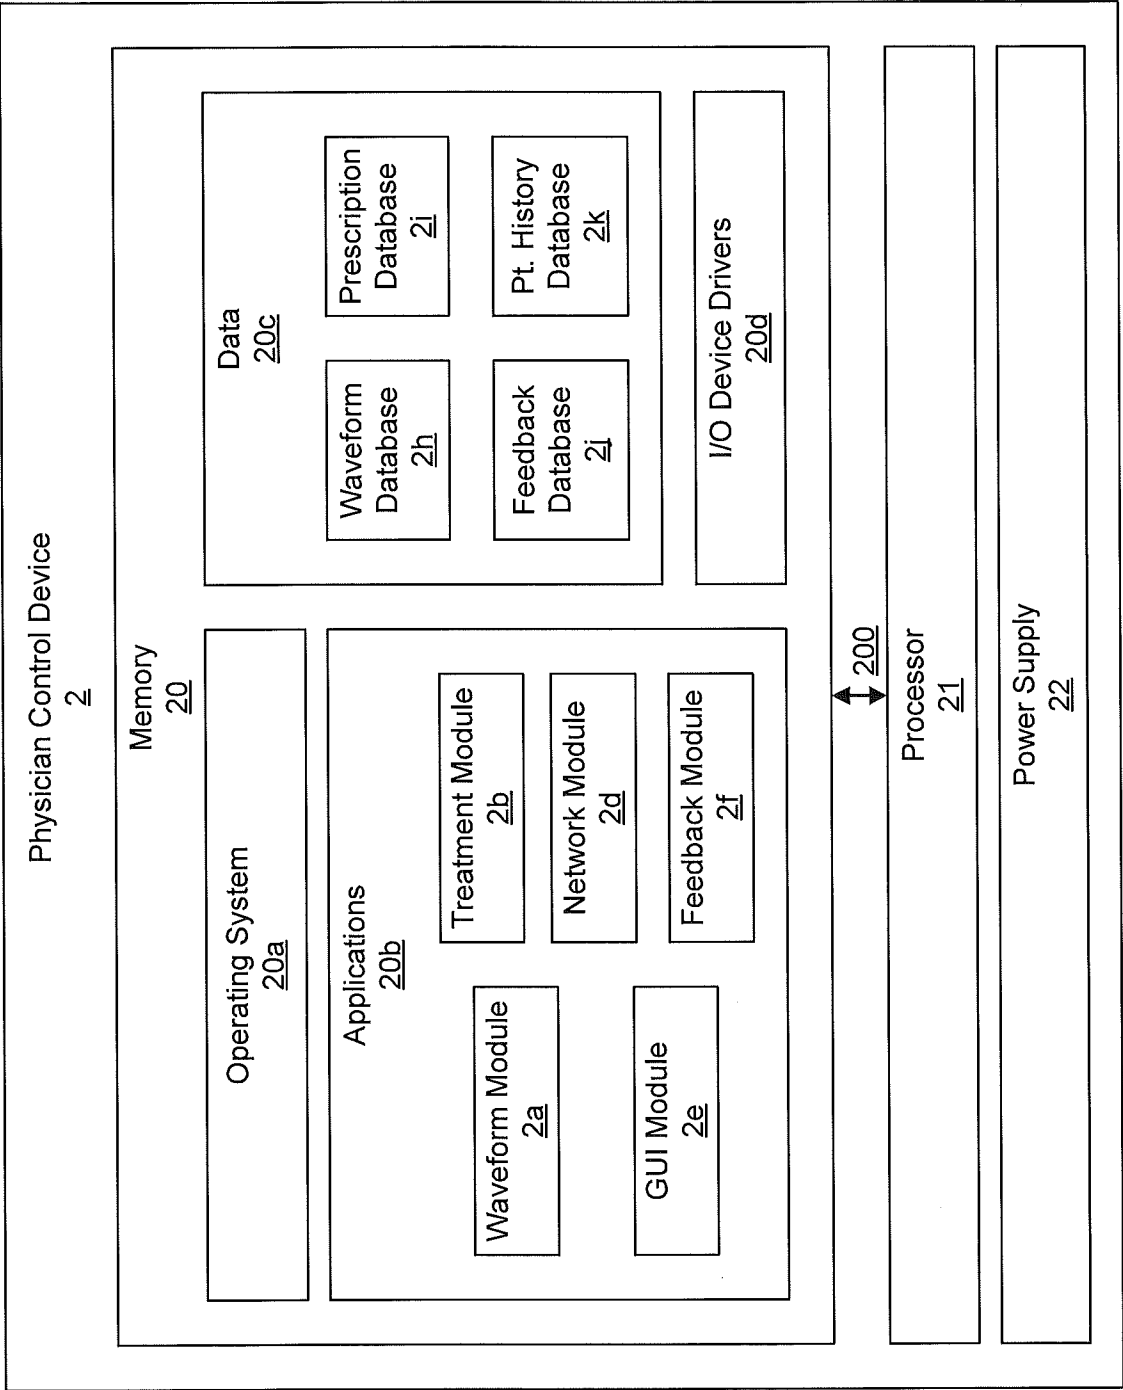 Physician Control Device
2
Memory
20
Operating System
20a
Applications
20b
Waveform Module
2a
GUI Module
2e
Treatment Module
2b
Network Module
2d
Feedback Module
2f
Data
20c
Waveform
Database
2h
Prescription
Database
2i
Feedback
Database
2j
Pt. History
Database
2k
I/O Device Drivers
20d
200
Processor
21
Power Supply
22